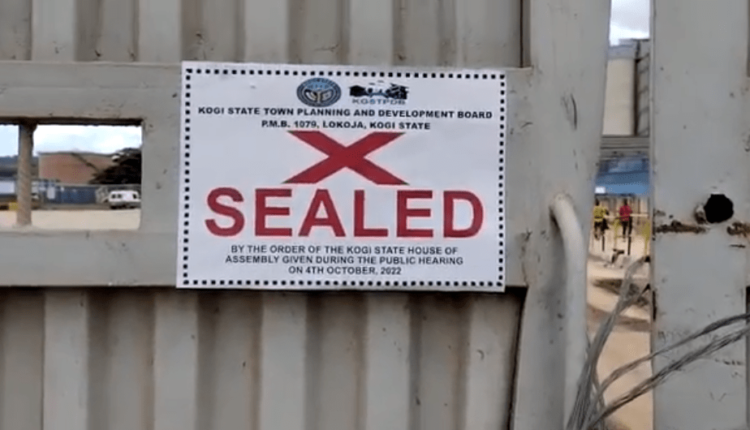 KGSTPDB
KOGI STATE TOWN PLANNING AND DEVELOPMENT BOARD
P.M.B. 1079, LOKOJA, KOGI STATE
SEALED
BY THE ORDER OF THE KOGI STATE HOUSE OF
ASSEMBLY GIVEN DURING THE PUBLIC HEARING
ON 4TH OCTOBER, 2022